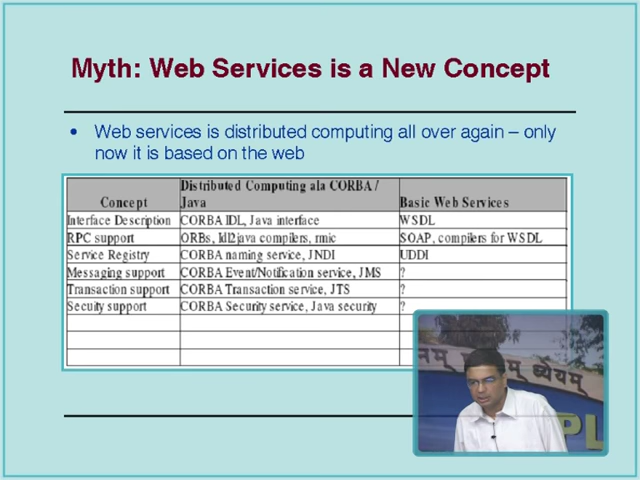 Myth: Web Services is a New Concept
• Web services is distributed computing all over again – only
now it is based on the web
Distributed Computing ala CORBA /
Concept Java Basic Web Services
Interface Description CORBA IDL, Java interface WSDL
RPC support ORBs, Idl2java compilers, rmic SOAP, compilers for WSDL
Service Registry CORBA naming service, JNDI UDDI
Messaging support CORBA Event/Notification service, JMS ?
Transaction support CORBA Transaction service, JTS ?
Secuity support CORBA Security service, Java security ?
ध्येयम्
PL